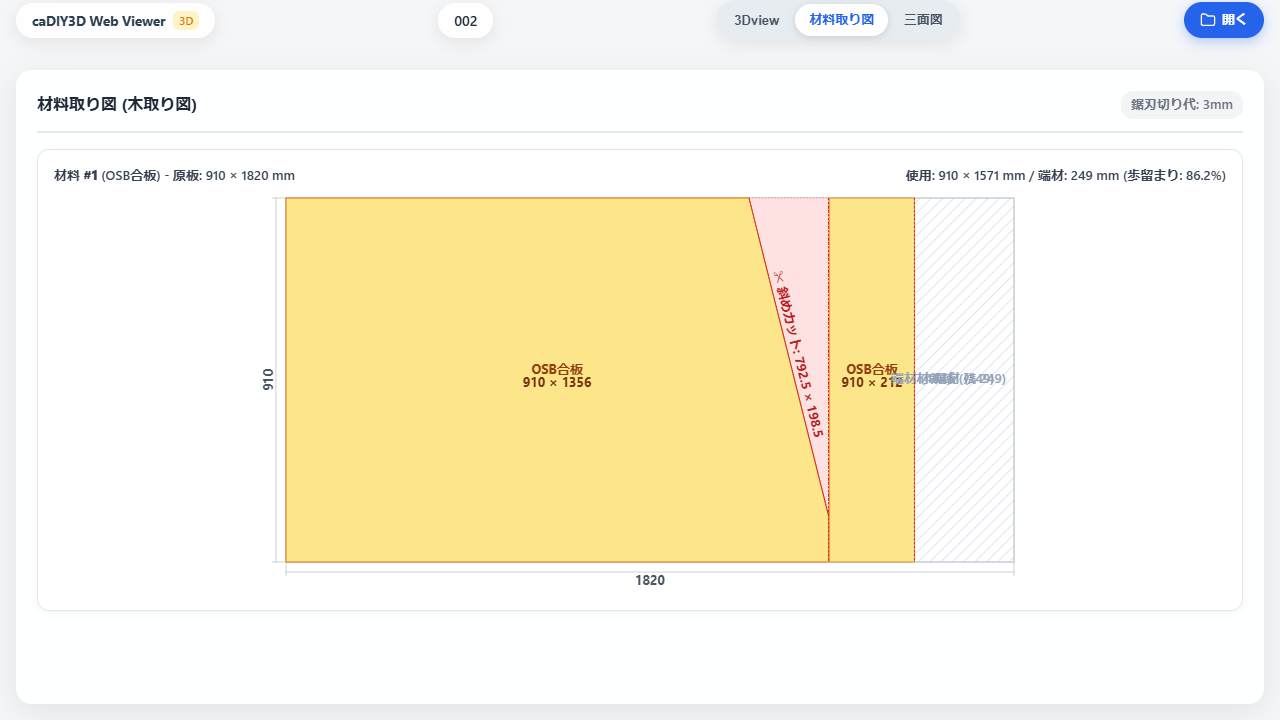 caDIY3D Web Viewer 3D
002
3Dview
材料取り図
三面図
開く
材料取り図 (木取り図)
鋸刃切り代: 3mm
材料 #1 (OSB合板) - 原板: 910 × 1820 mm
使用: 910 × 1571 mm / 端材: 249 mm (歩留まり: 86.2%)
OSB合板
910 × 1356
✂ 斜めカット: 792.5 × 198.5
OSB合板
910 × 212
910
1820